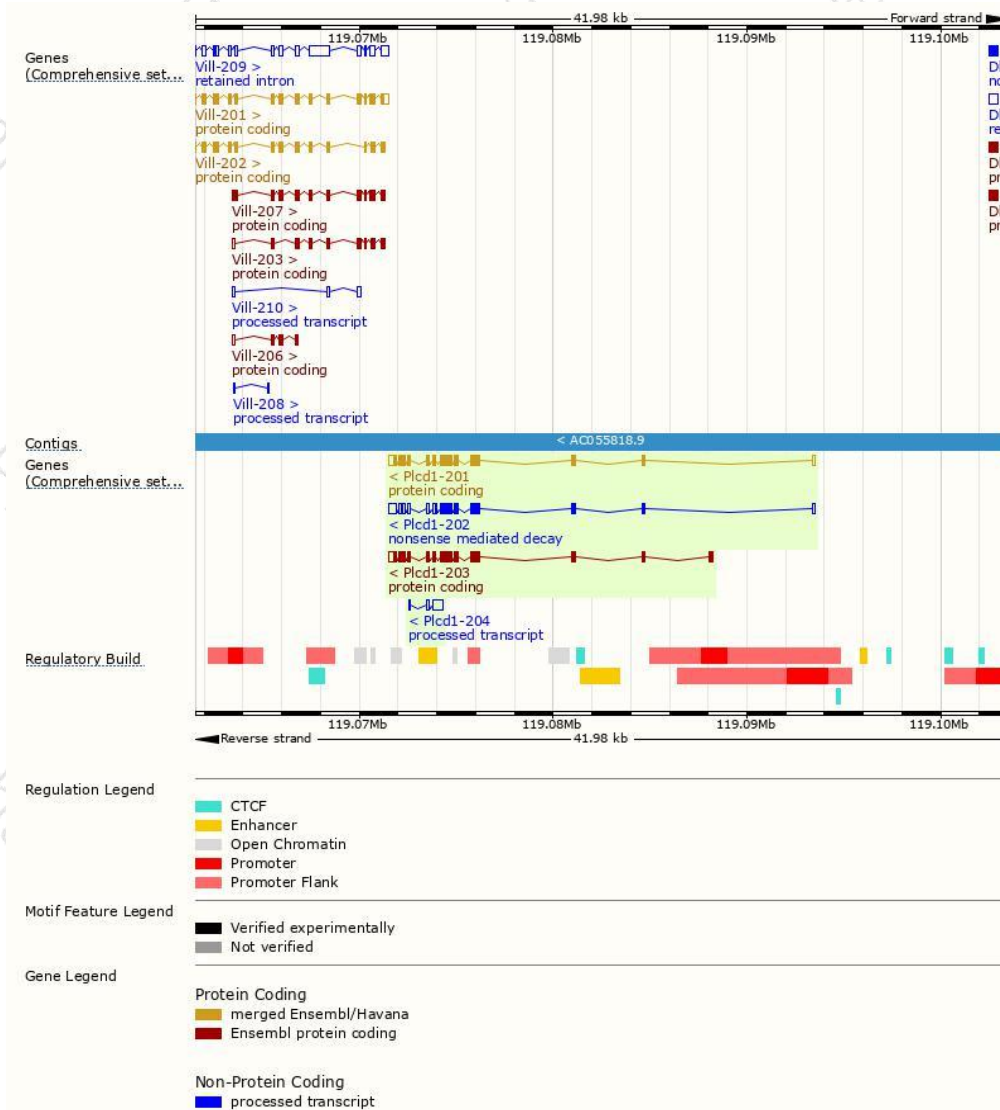 41.98 kb
Forward strand
119.07Mb 119.08Mb 119.09Mb 119.10Mb
Genes
(Comprehensive set...
Vill-209 >
retained intron
Vill-201 >
protein coding
Vill-202 >
protein coding
Vill-207 >
protein coding
Vill-203 >
protein coding
Vill-210 >
processed transcript
Vill-206 >
protein coding
Vill-208 >
processed transcript
Contigs
< AC055818.9
Genes
(Comprehensive set...
< Plcd1-201
protein coding
< Plcd1-202
nonsense mediated decay
< Plcd1-203
protein coding
< Plcd1-204
processed transcript
Regulatory Build
119.07Mb 119.08Mb 119.09Mb 119.10Mb
Reverse strand
41.98 kb
Regulation Legend
CTCF
Enhancer
Open Chromatin
Promoter
Promoter Flank
Motif Feature Legend
Verified experimentally
Not verified
Gene Legend
Protein Coding
merged Ensembl/Havana
Ensembl protein coding
Non-Protein Coding
processed transcript